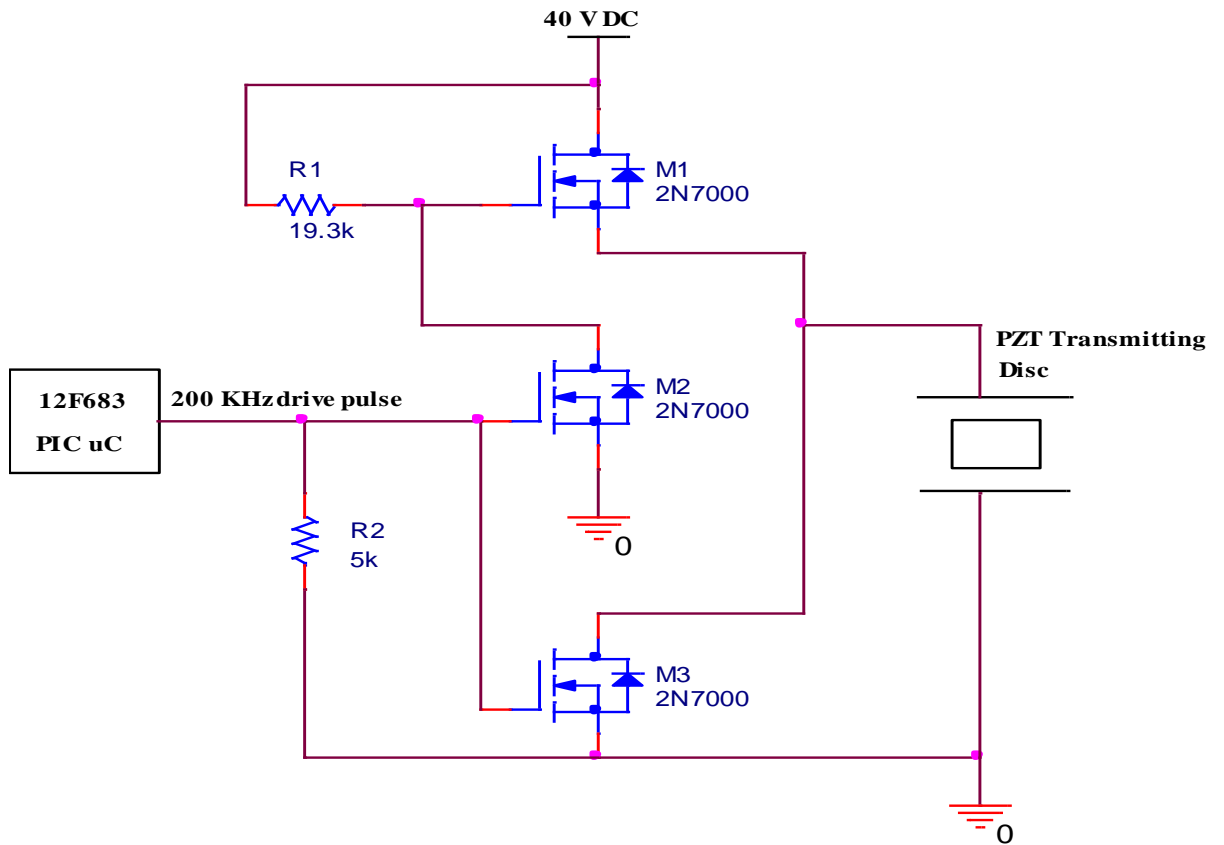 40 V DC
R1
19.3k
M1
2N7000
PZT Transmitting
Disc
12F683
PIC uC
200 KHz drive pulse
M2
2N7000
R2
5k
0
M3
2N7000
0